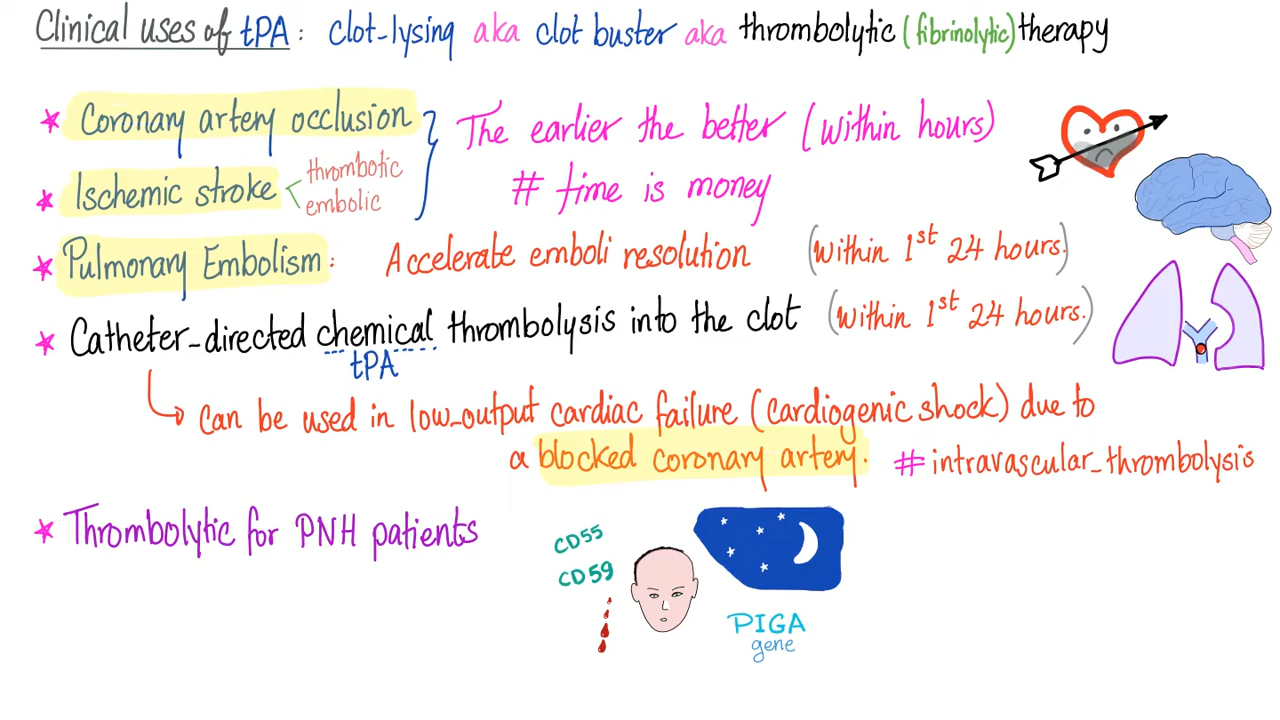 Clinical uses of tPA: clot-lysing aka clot buster aka thrombolytic (fibrinolytic) therapy
* Coronary artery occlusion
The earlier the better (within hours)
* Ischemic stroke < thrombotic
embolic
# time is money
* Pulmonary Embolism: Accelerate emboli resolution (within 1st 24 hours.)
* Catheter-directed chemical thrombolysis into the clot (within 1st 24 hours.)
tPA
↳ can be used in low-output cardiac failure (cardiogenic shock) due to
a blocked coronary artery. #intravascular-thrombolysis
* Thrombolytic for PNH patients
CD55
CD59
PIGA
gene